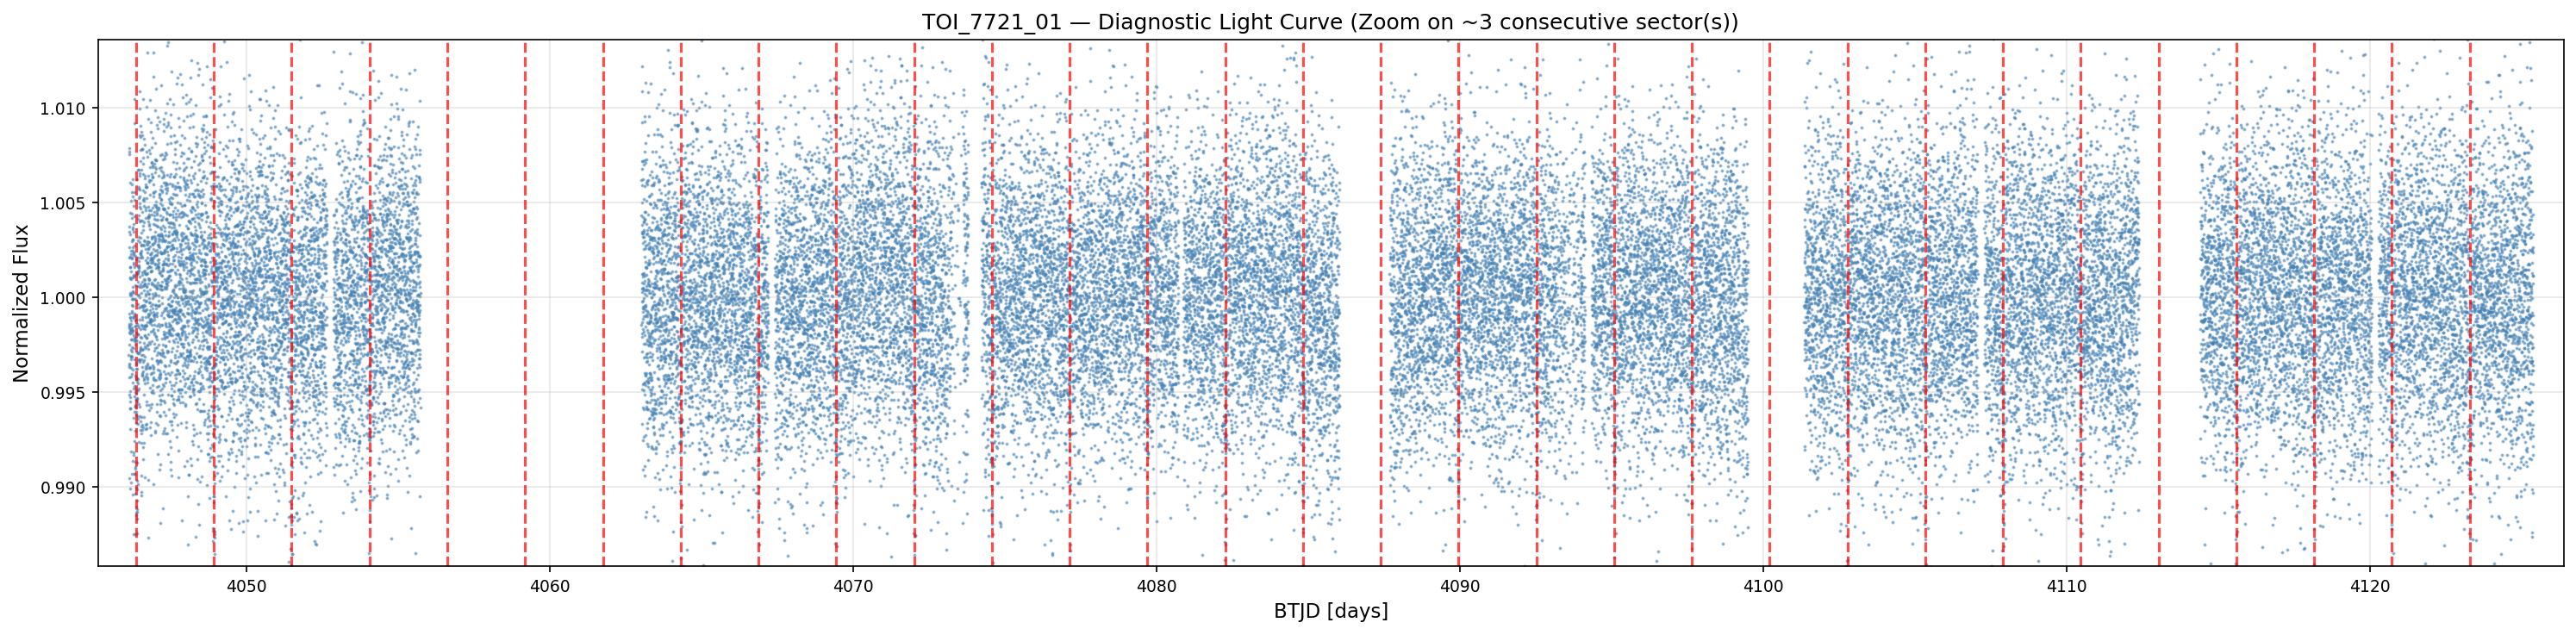 TOI_7721_01 — Diagnostic Light Curve (Zoom on ~3 consecutive sector(s))
Normalized Flux
1.010
1.005
1.000
0.995
0.990
4050 4060 4070 4080 4090 4100 4110 4120
BTJD [days]